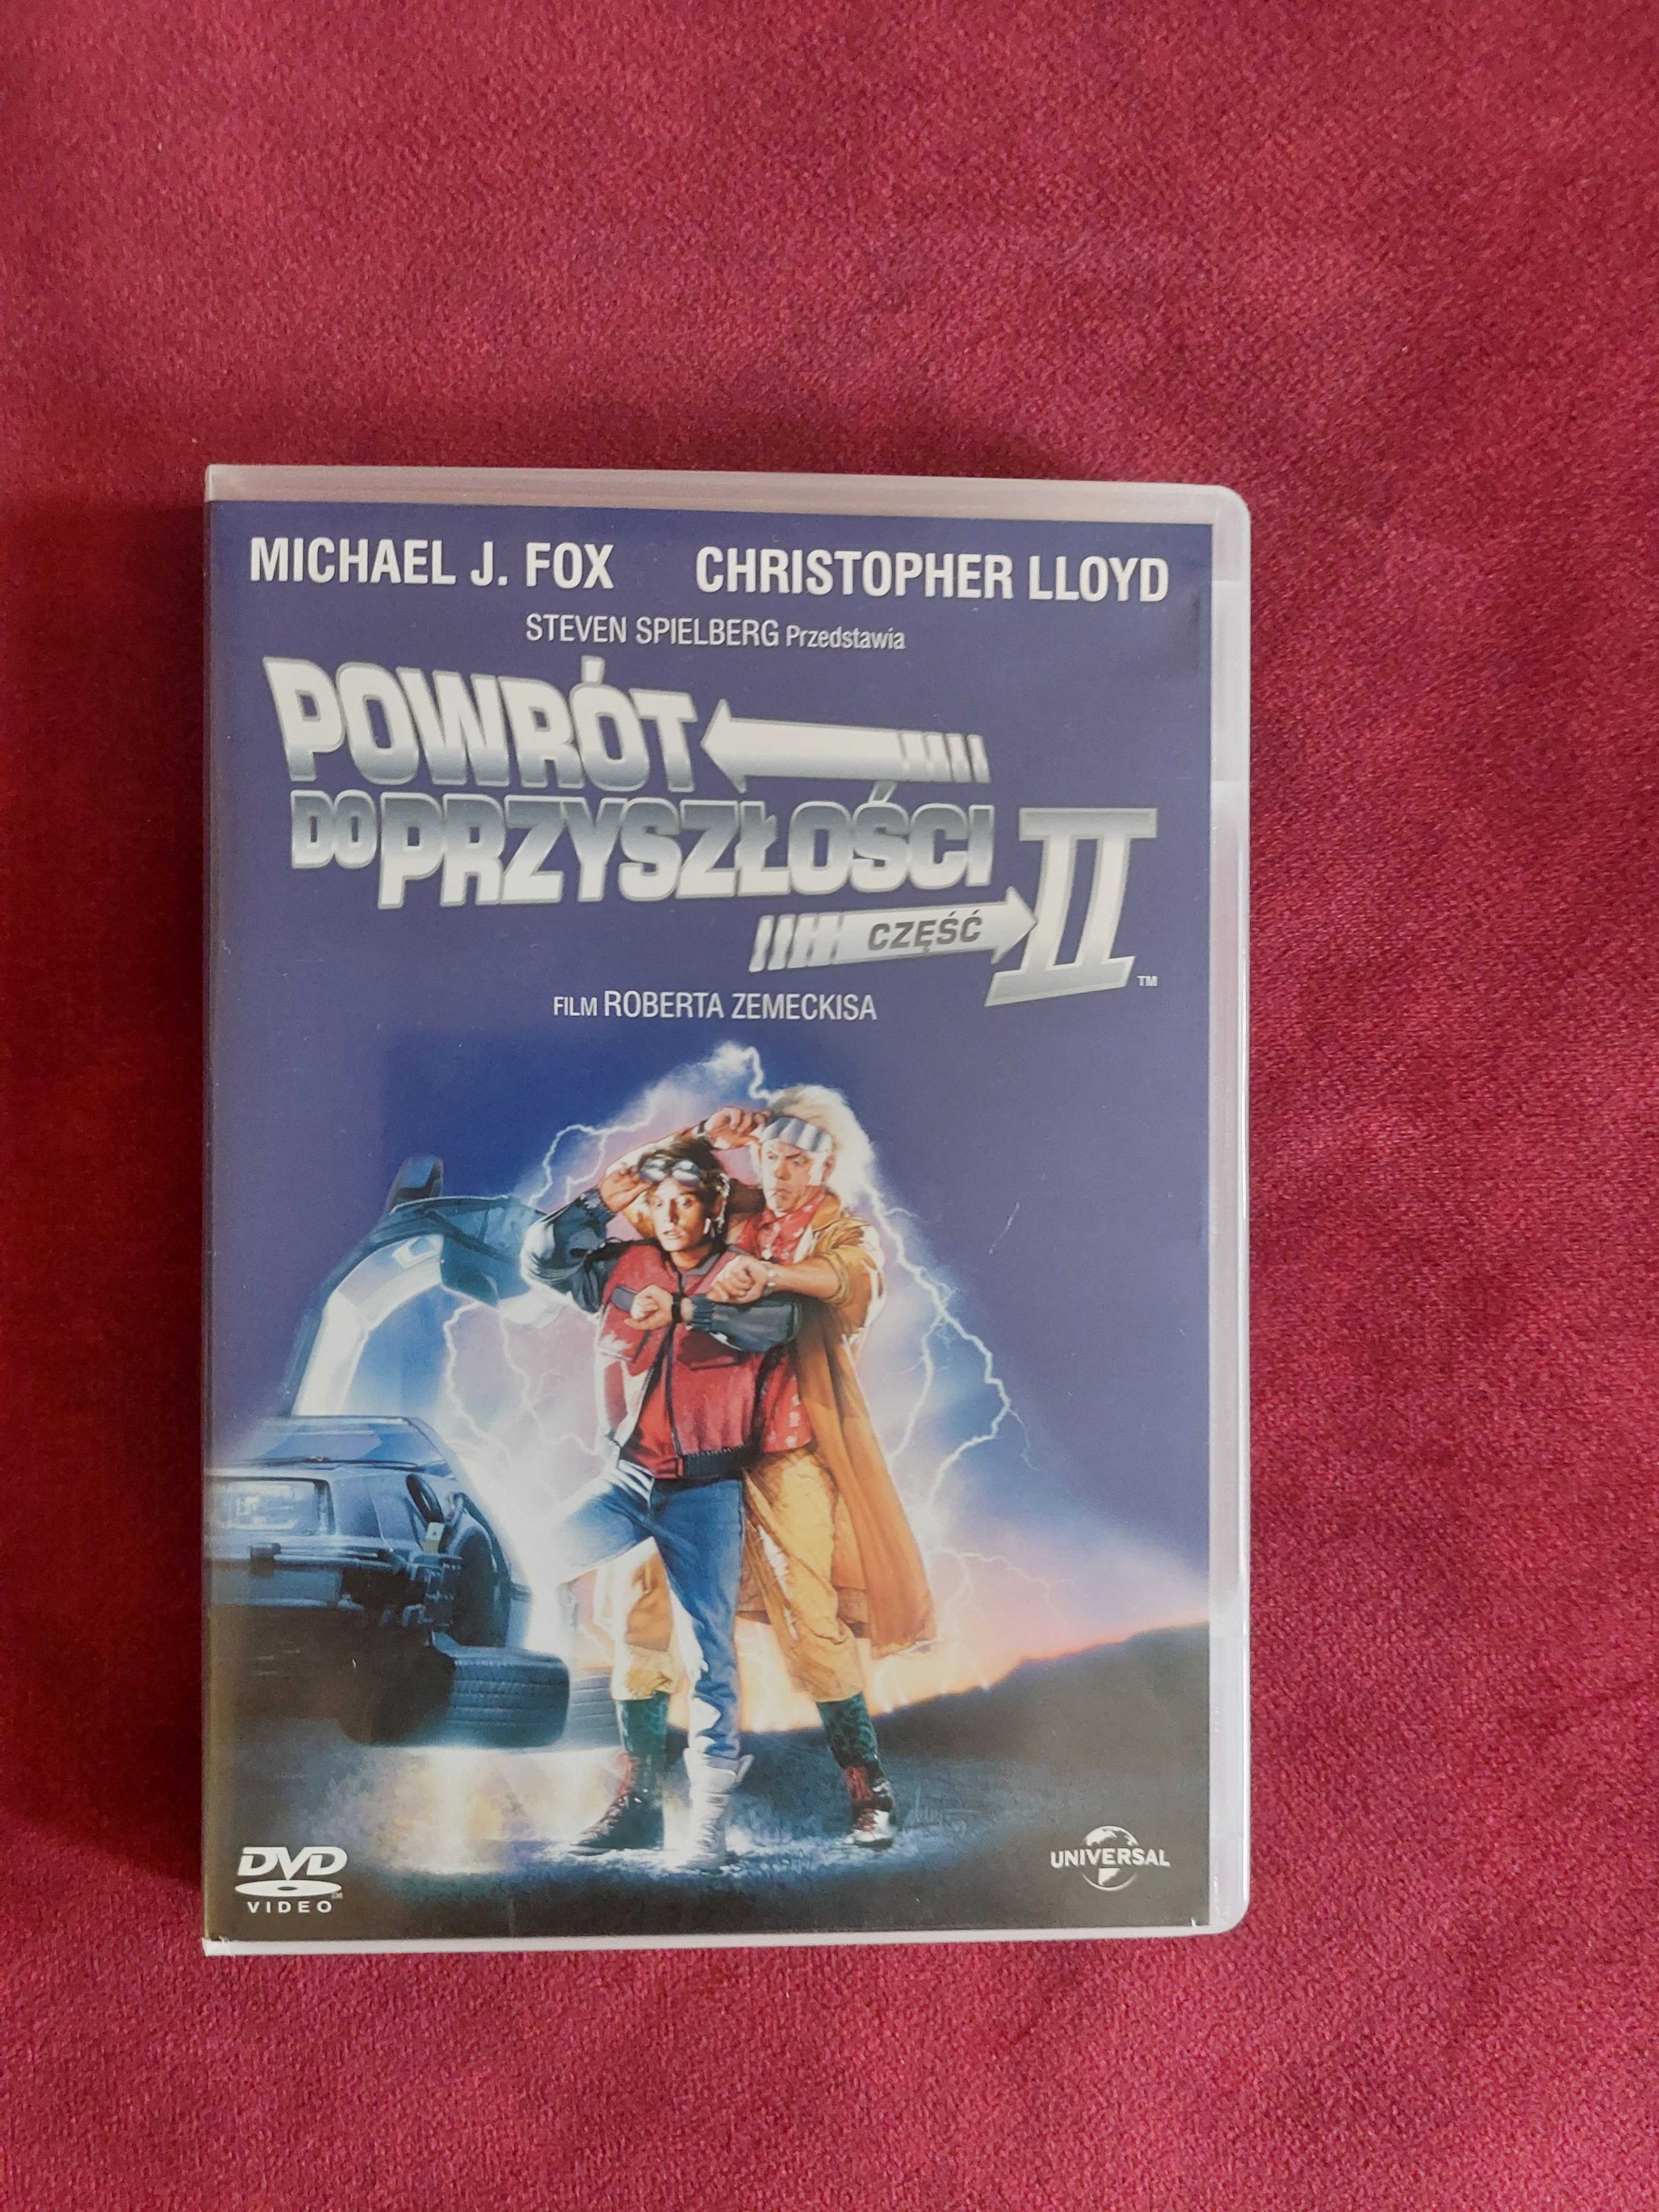 MICHAEL J. FOX CHRISTOPHER LLOYD
STEVEN SPIELBERG Przedstawia
POWRÓT
DO PRZYSZŁOŚCI II
CZĘŚĆ
TM
FILM ROBERTA ZEMECKISA
DVD
VIDEO
UNIVERSAL